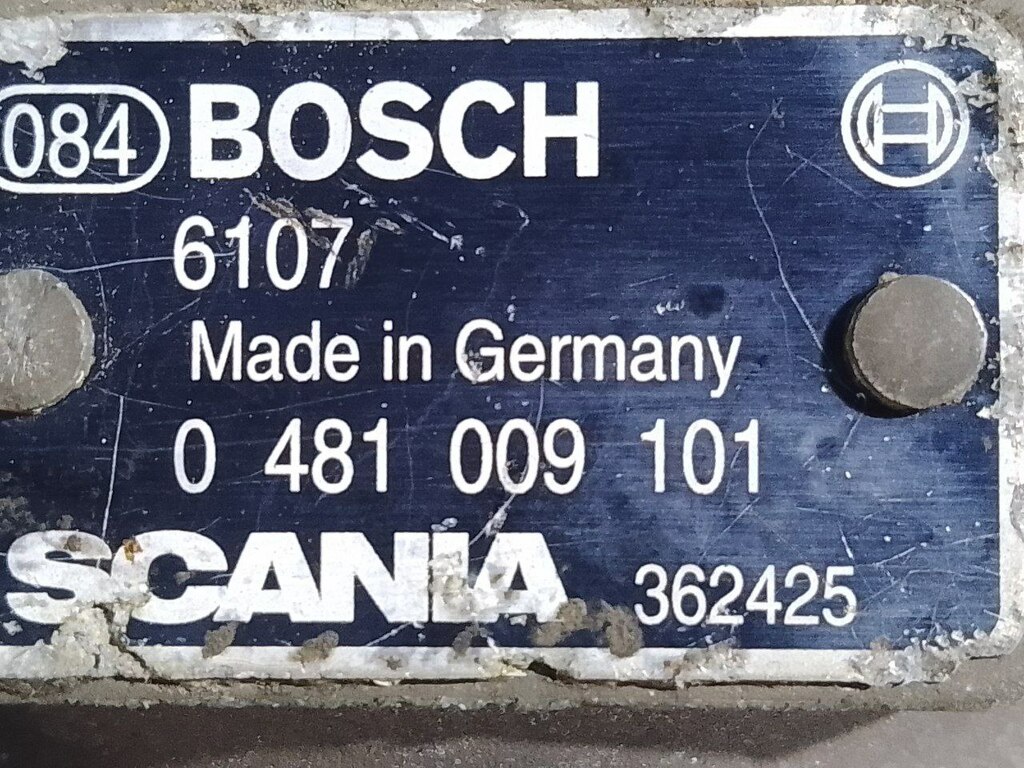 084 BOSCH
6107
Made in Germany
0 481 009 101
SCANIA 362425